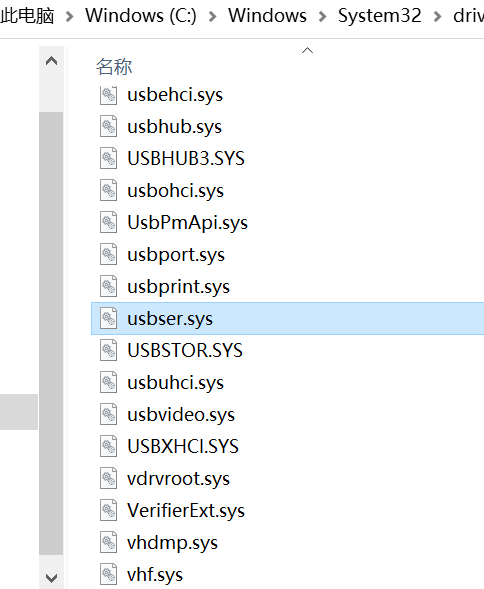 此电脑 > Windows (C:) > Windows > System32 > driv
名称
usbehci.sys
usbhub.sys
USBHUB3.SYS
usbohci.sys
UsbPmApi.sys
usbport.sys
usbprint.sys
usbser.sys
USBSTOR.SYS
usbuhci.sys
usbvideo.sys
USBXHCI.SYS
vdrvroot.sys
VerifierExt.sys
vhdmp.sys
vhf.sys